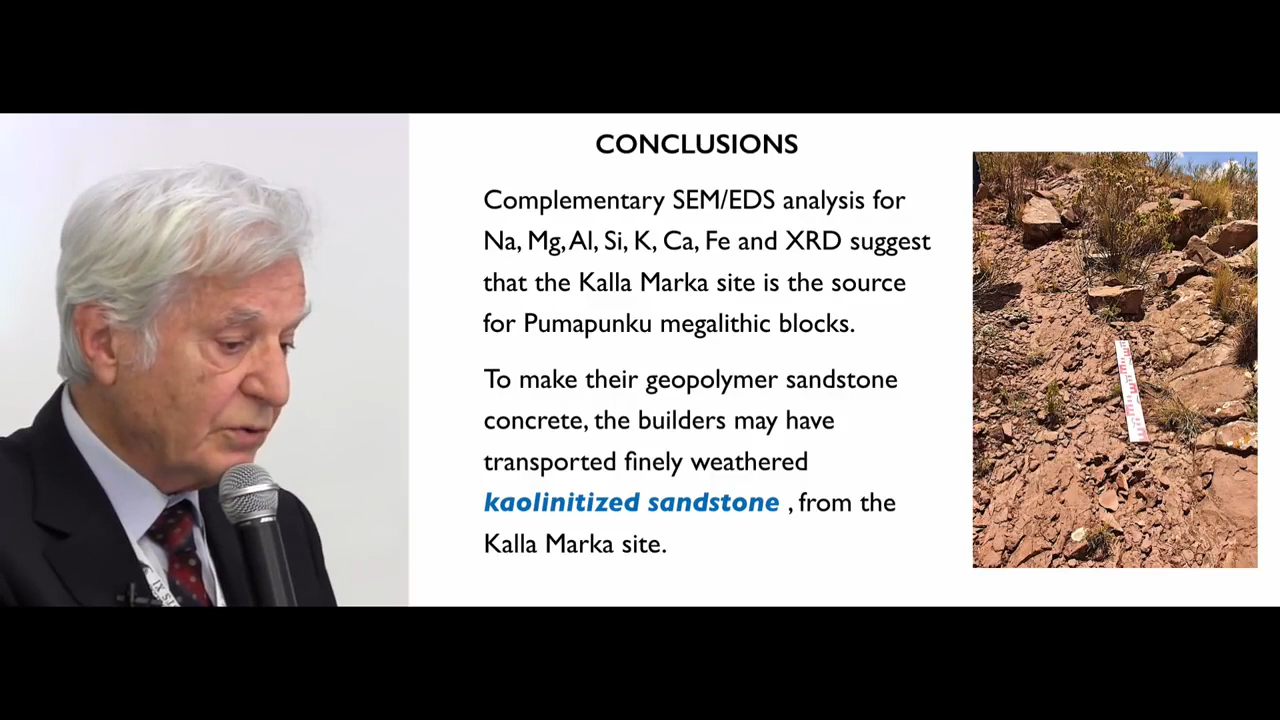 CONCLUSIONS
Complementary SEM/EDS analysis for
Na, Mg, Al, Si, K, Ca, Fe and XRD suggest
that the Kalla Marka site is the source
for Pumapunku megalithic blocks.
To make their geopolymer sandstone
concrete, the builders may have
transported finely weathered
kaolinitized sandstone , from the
Kalla Marka site.